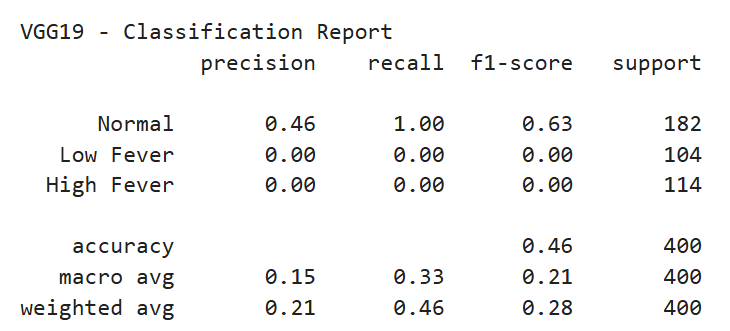 VGG19 - Classification Report
precision recall f1-score support
Normal 0.46 1.00 0.63 182
Low Fever 0.00 0.00 0.00 104
High Fever 0.00 0.00 0.00 114
accuracy 0.46 400
macro avg 0.15 0.33 0.21 400
weighted avg 0.21 0.46 0.28 400